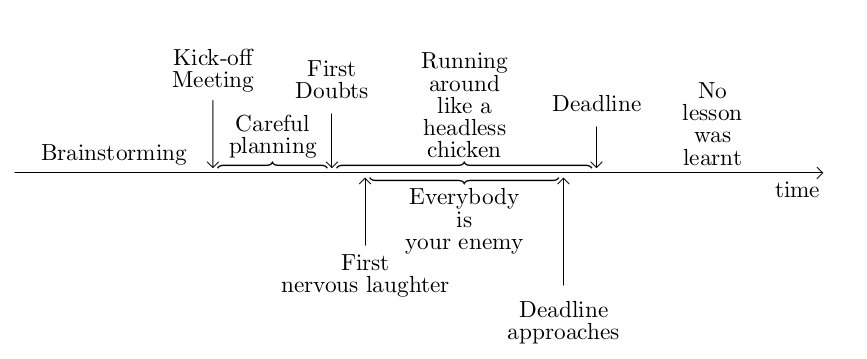 Kick-off
Meeting
First
Doubts
Running
around
like a
headless
chicken
Deadline
No
lesson
was
learnt
Careful
planning
Brainstorming
time
Everybody
is
your enemy
First
nervous laughter
Deadline
approaches